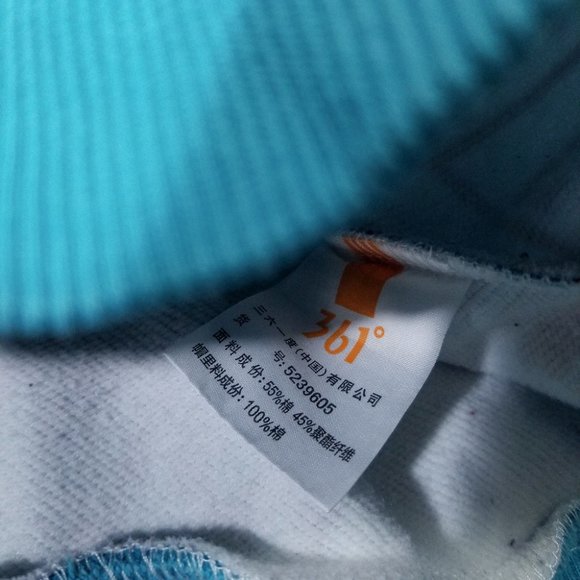 361°
三六一度(中国)有限公司
货 号:5239605
面料成份:55%棉 45%聚酯纤维
帽里料成份:100%棉